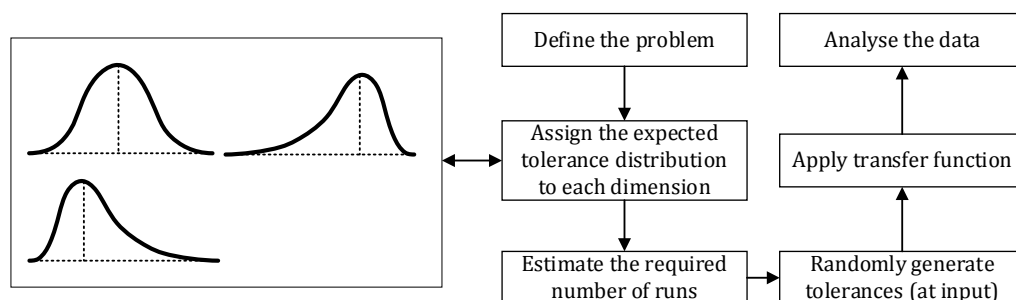 Define the problem
Assign the expected
tolerance distribution
to each dimension
Estimate the required
number of runs
Randomly generate
tolerances (at input)
Apply transfer function
Analyse the data